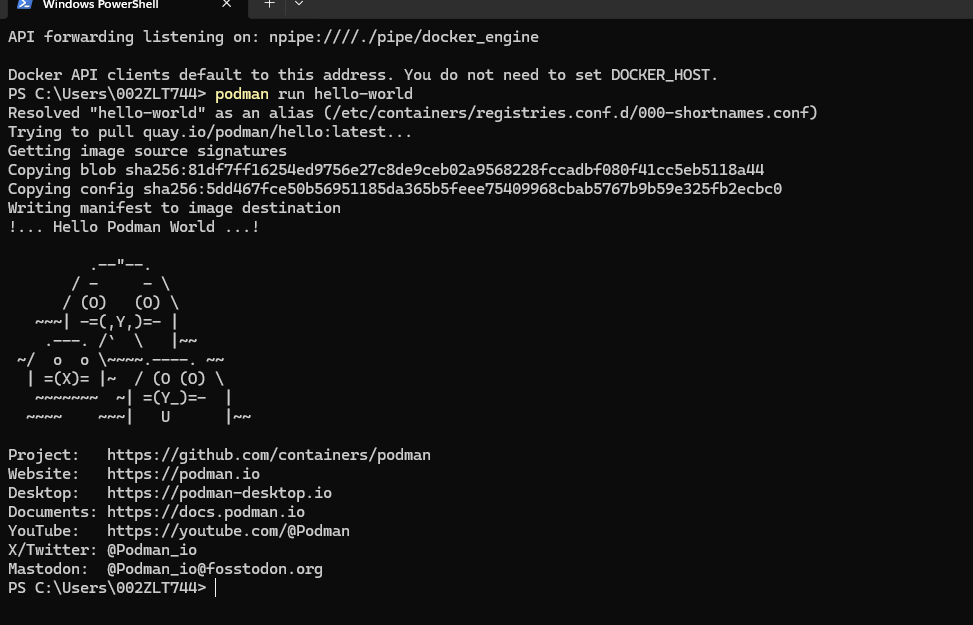 Windows PowerShell
API forwarding listening on: npipe:////./pipe/docker_engine
Docker API clients default to this address. You do not need to set DOCKER_HOST.
PS C:\Users\002ZLT744> podman run hello-world
Resolved "hello-world" as an alias (/etc/containers/registries.conf.d/000-shortnames.conf)
Trying to pull quay.io/podman/hello:latest...
Getting image source signatures
Copying blob sha256:81df7ff16254ed9756e27c8de9ceb02a9568228fccadbf080f41cc5eb5118a44
Copying config sha256:5dd467fce50b56951185da365b5feee75409968cbab5767b9b59e325fb2ecbc0
Writing manifest to image destination
!... Hello Podman World ...!

         .--"--.
       / -     - \
      / (O)   (O) \
   ~~~| -=(,Y,)=- |
    .---. /`  \   |~~
 ~/  o  o \~~~~.----. ~~
  | =(X)= |~  / (O (O) \
   ~~~~~~~  ~| =(Y_)=-  |
  ~~~~    ~~~|   U      |~~

Project:   https://github.com/containers/podman
Website:   https://podman.io
Desktop:   https://podman-desktop.io
Documents: https://docs.podman.io
YouTube:   https://youtube.com/@Podman
X/Twitter: @Podman_io
Mastodon:  @Podman_io@fosstodon.org
PS C:\Users\002ZLT744>